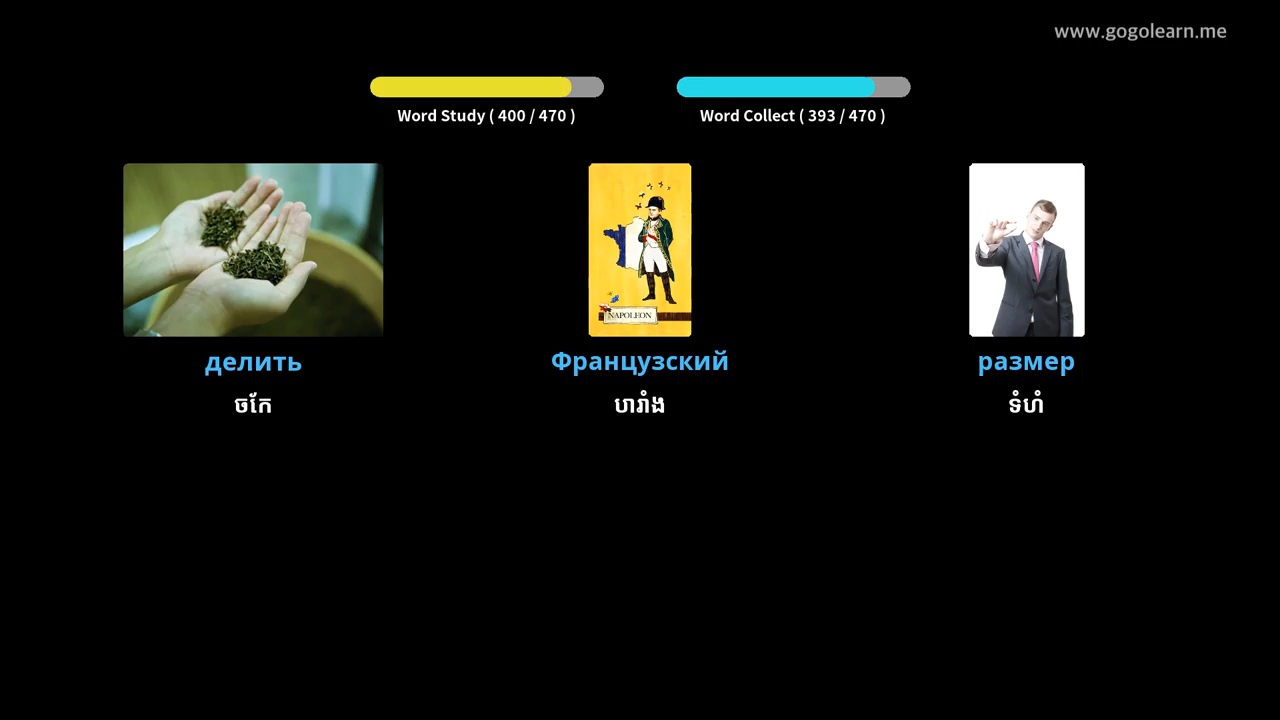 www.gogolearn.me
Word Study ( 400 / 470 )
Word Collect ( 393 / 470 )
NAPOLEON
делить
Французский
размер
ចកែ
បារាំង
ទំហំ